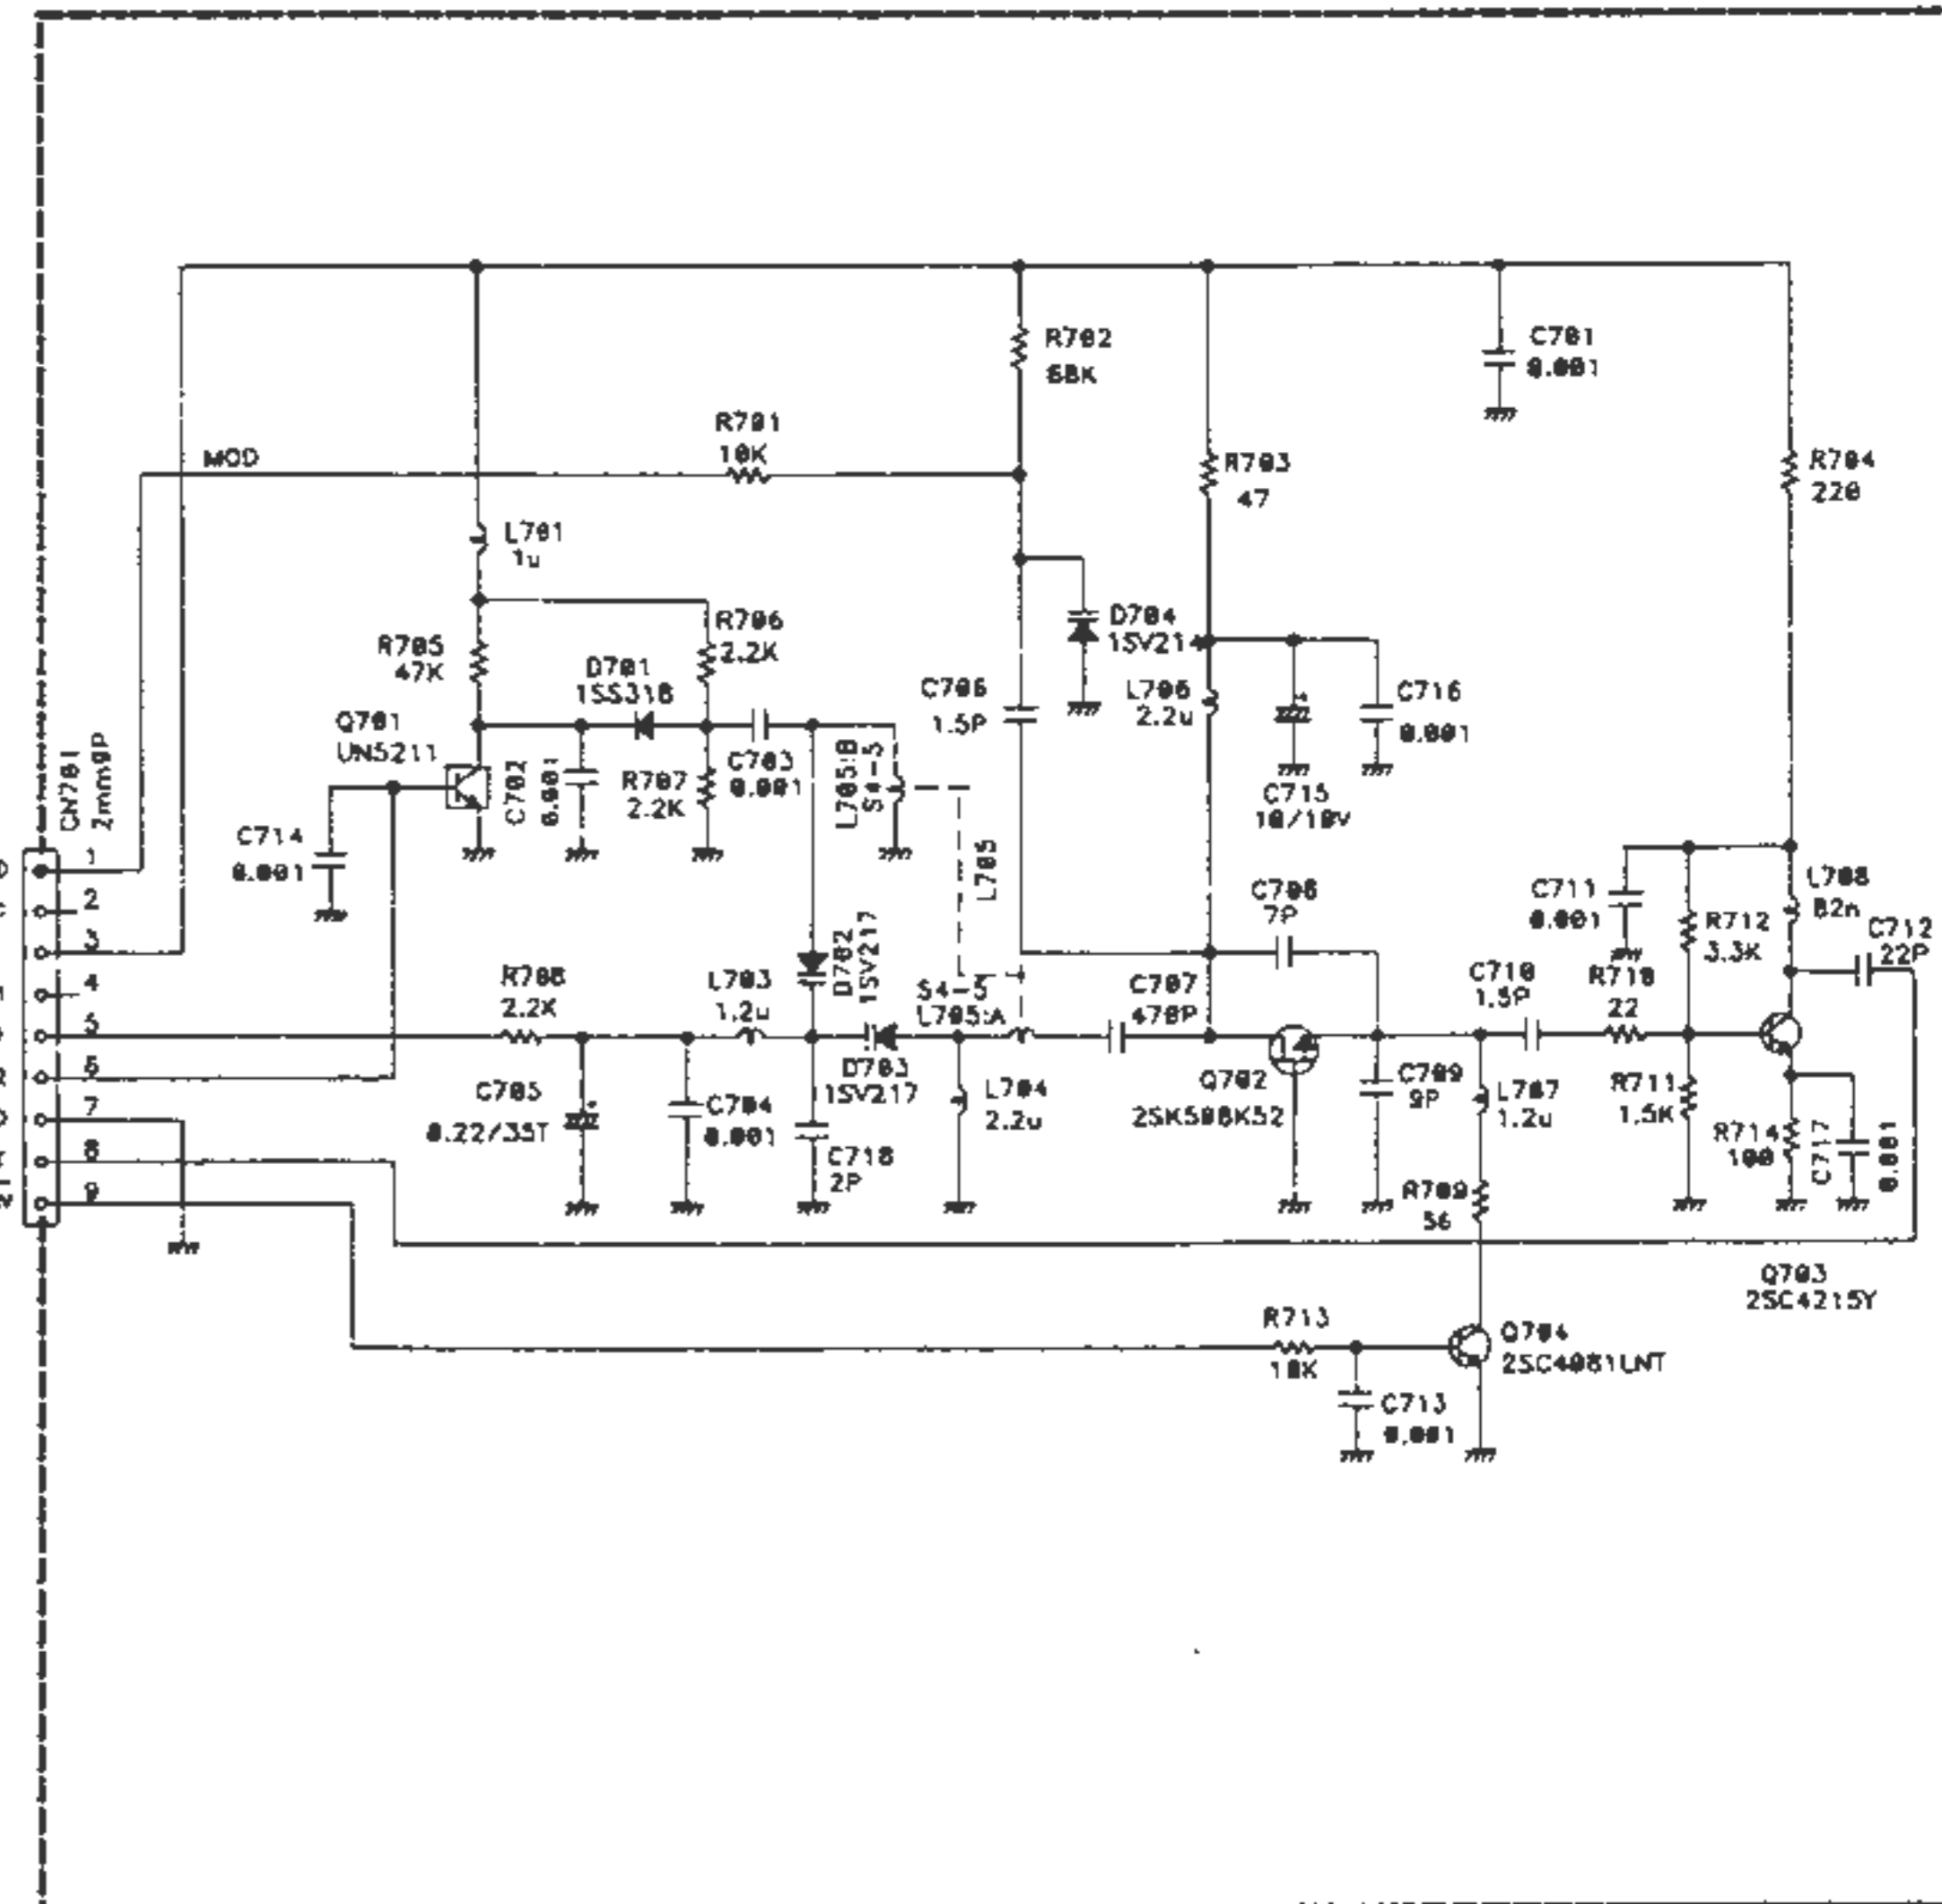 R702
68K
C701
0.001
R701
10K
MOD
R703
47
R704
220
L701
1u
R706
2.2K
D704
1SV214
R705
47K
D701
1SS318
C706
1.5P
L706
2.2u
C716
0.001
Q701
UN5211
CN701
2mm9P
C702
0.001
R707
2.2K
C703
0.001
L705:B
S4-5
C715
10/10V
C714
0.001
L705
1
2
3
4
5
6
7
8
9
C708
7P
C711
0.001
R712
3.3K
L708
82n
C712
22P
R708
2.2K
L703
1.2u
D702
1SV217
S4-5
L705:A
C707
470P
C710
1.5P
R710
22
D703
1SV217
Q702
2SK508K52
C709
9P
L707
1.2u
R711
1.5K
C705
0.22/35T
C704
0.001
L704
2.2u
C718
2P
R714
100
C717
0.001
R709
56
Q703
2SC4215Y
R713
10K
Q704
2SC4081LNT
C713
0.001